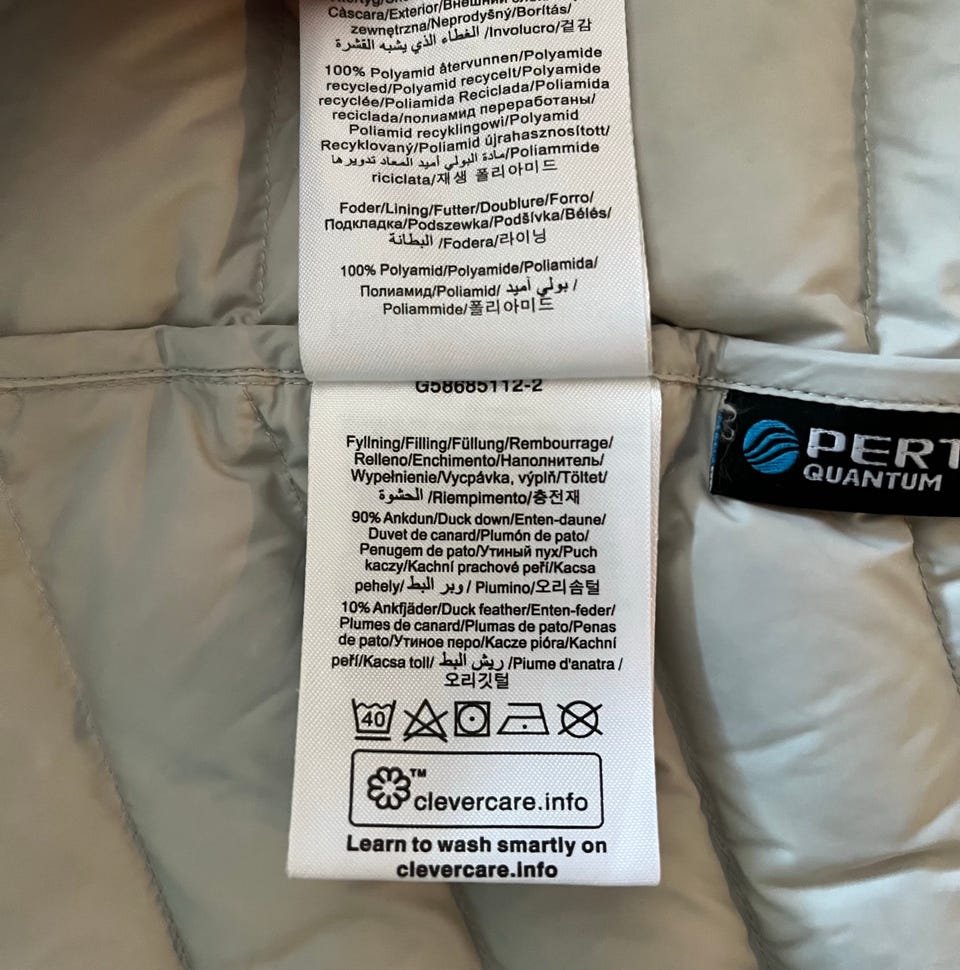 Càscara/Exterior/Внешний
zewnętrzna/Neprodyšný/Borítás/
الغطاء الذي يشبه القشرة /Involucro/겉감
100% Polyamid återvunnen/Polyamide
recycled/Polyamid recycelt/Polyamide
recyclée/Poliamida Reciclada/Poliamida
reciclada/полиамид переработаны/
Poliamid recyklingowi/Polyamid
Recyklovaný/Poliamid újrahasznosított/
مادة البولي أميد المعاد تدويرها/Poliammide
riciclata/재생 폴리아미드
Foder/Lining/Futter/Doublure/Forro/
Подкладка/Podszewka/Podšívka/Bélés/
البطانة /Fodera/라이닝
100% Polyamid/Polyamide/Poliamida/
Полиамид/Poliamid/ بولي أميد /
Poliammide/폴리아미드
G58685112-2
Fyllning/Filling/Füllung/Rembourrage/
Relleno/Enchimento/Наполнитель/
Wypełnienie/Vycpávka, výplň/Töltet/
الحشوة /Riempimento/충전재
90% Ankdun/Duck down/Enten-daune/
Duvet de canard/Plumón de pato/
Penugem de pato/Утиный пух/Puch
kaczy/Kachní prachové peří/Kacsa
pehely/ وبر البط / Piumino/오리솜털
10% Ankfjäder/Duck feather/Enten-feder/
Plumes de canard/Plumas de pato/Penas
de pato/Утиное перо/Kacze pióra/Kachní
peří/Kacsa toll/ ريش البط /Piume d'anatra /
오리깃털
40
™
clevercare.info
Learn to wash smartly on
clevercare.info
PERT
QUANTUM